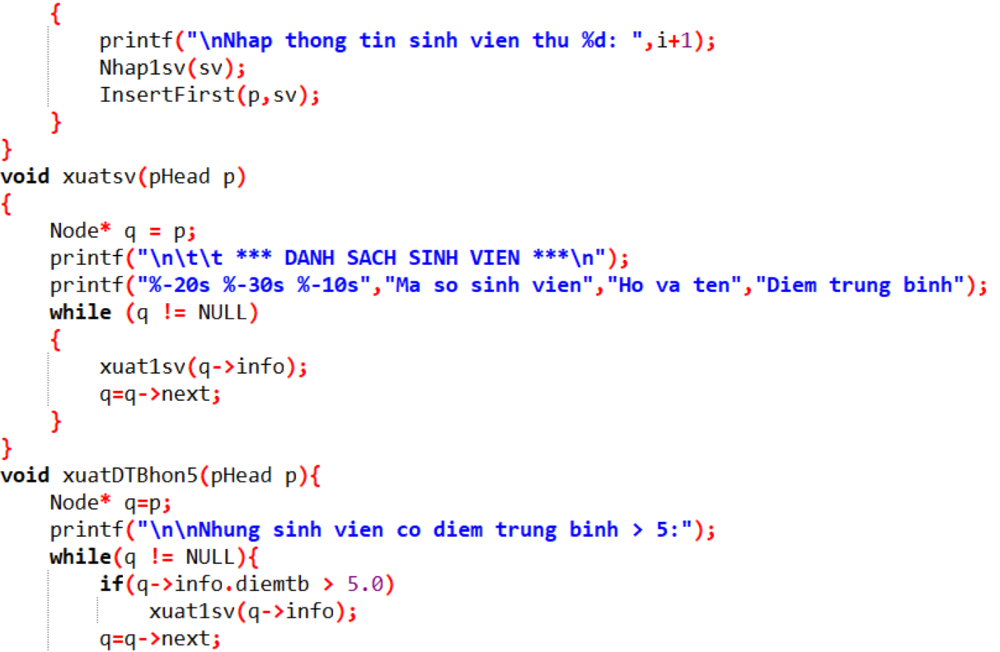 {
printf("\nNhap thong tin sinh vien thu %d: ",i+1);
Nhap1sv(sv);
InsertFirst(p,sv);
}
}
void xuatsv(pHead p)
{
Node* q = p;
printf("\n\t\t *** DANH SACH SINH VIEN ***\n");
printf("%-20s %-30s %-10s","Ma so sinh vien","Ho va ten","Diem trung binh");
while (q != NULL)
{
xuat1sv(q->info);
q=q->next;
}
}
void xuatDTBhon5(pHead p){
Node* q=p;
printf("\n\nNhung sinh vien co diem trung binh > 5:");
while(q != NULL){
if(q->info.diemtb > 5.0)
xuat1sv(q->info);
q=q->next;